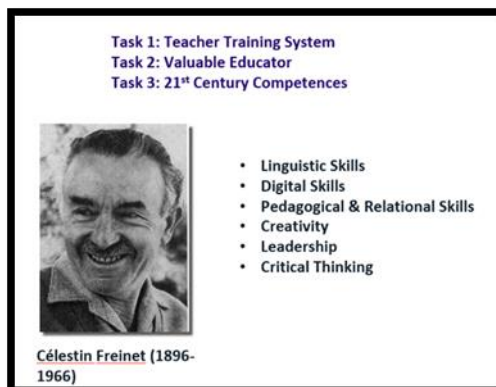 Task 1: Teacher Training System
Task 2: Valuable Educator
Task 3: 21st Century Competences
• Linguistic Skills
• Digital Skills
• Pedagogical & Relational Skills
• Creativity
• Leadership
• Critical Thinking
Célestin Freinet (1896-
1966)